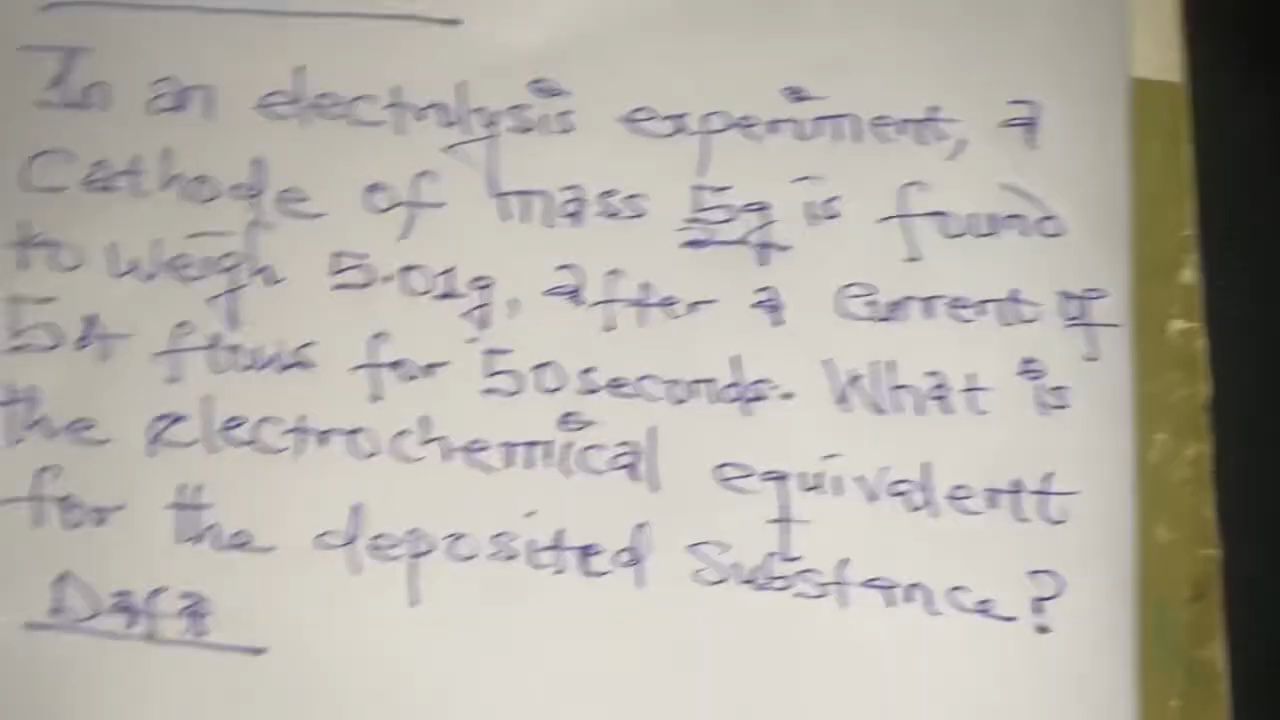 In an electrolysis experiment, a
Cathode of mass 5g is found
to weigh 5.01g, after a current of
5A flows for 50seconds. What is
the electrochemical equivalent
for the deposited substance?
Data